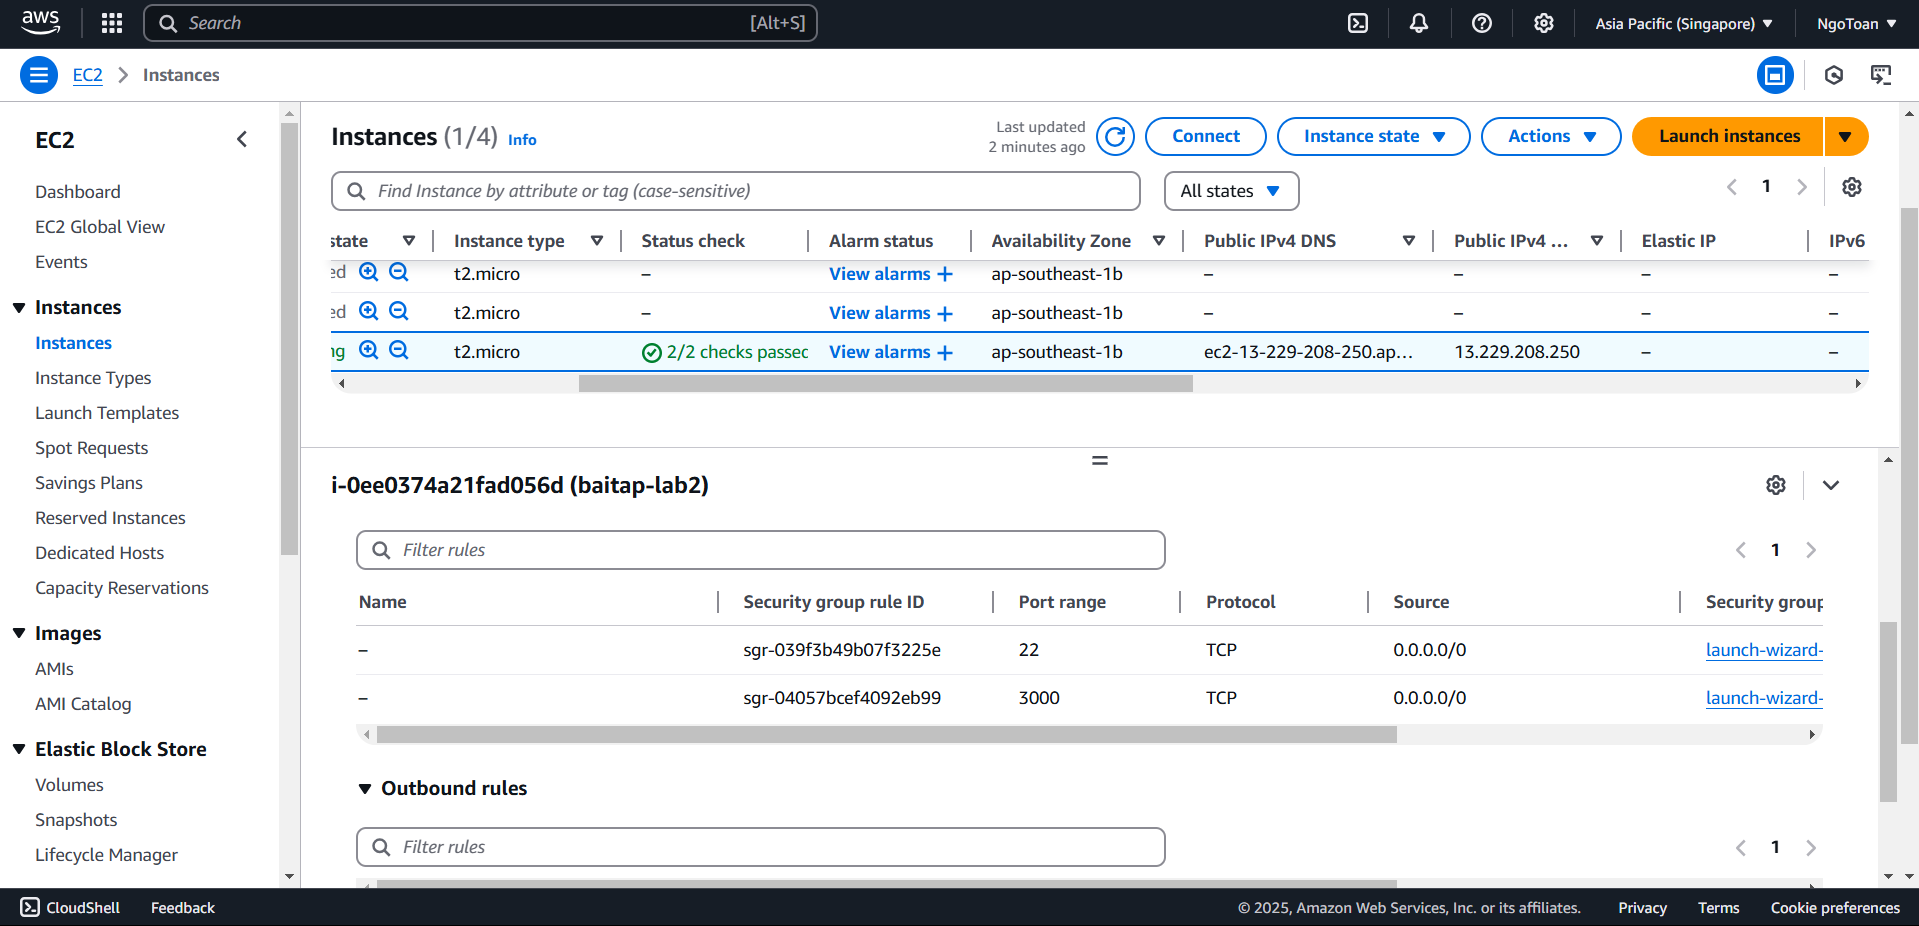 aws
Search [Alt+S]
Asia Pacific (Singapore) NgoToan
EC2 Instances
EC2
Dashboard
EC2 Global View
Events
Instances
Instances
Instance Types
Launch Templates
Spot Requests
Savings Plans
Reserved Instances
Dedicated Hosts
Capacity Reservations
Images
AMIs
AMI Catalog
Elastic Block Store
Volumes
Snapshots
Lifecycle Manager
Instances (1/4) Info
Last updated
2 minutes ago
Connect Instance state Actions Launch instances
Find Instance by attribute or tag (case-sensitive) All states 1
state Instance type Status check Alarm status Availability Zone Public IPv4 DNS Public IPv4 ... Elastic IP IPv6
ed t2.micro – View alarms + ap-southeast-1b – – – –
ed t2.micro – View alarms + ap-southeast-1b – – – –
ng t2.micro 2/2 checks passed View alarms + ap-southeast-1b ec2-13-229-208-250.ap... 13.229.208.250 – –
i-0ee0374a21fad056d (baitap-lab2)
Filter rules 1
Name Security group rule ID Port range Protocol Source Security group
– sgr-039f3b49b07f3225e 22 TCP 0.0.0.0/0 launch-wizard-
– sgr-04057bcef4092eb99 3000 TCP 0.0.0.0/0 launch-wizard-
Outbound rules
Filter rules 1
CloudShell Feedback © 2025, Amazon Web Services, Inc. or its affiliates. Privacy Terms Cookie preferences